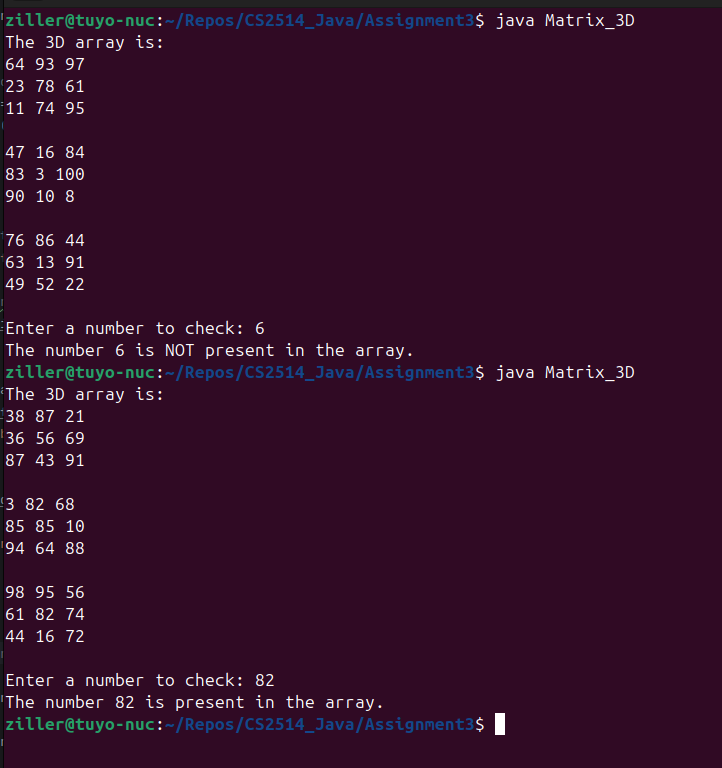 ziller@tuyo-nuc:~/Repos/CS2514_Java/Assignment3$ java Matrix_3D
The 3D array is:
64 93 97
23 78 61
11 74 95
47 16 84
83 3 100
90 10 8
76 86 44
63 13 91
49 52 22
Enter a number to check: 6
The number 6 is NOT present in the array.
ziller@tuyo-nuc:~/Repos/CS2514_Java/Assignment3$ java Matrix_3D
The 3D array is:
38 87 21
36 56 69
87 43 91
3 82 68
85 85 10
94 64 88
98 95 56
61 82 74
44 16 72
Enter a number to check: 82
The number 82 is present in the array.
ziller@tuyo-nuc:~/Repos/CS2514_Java/Assignment3$